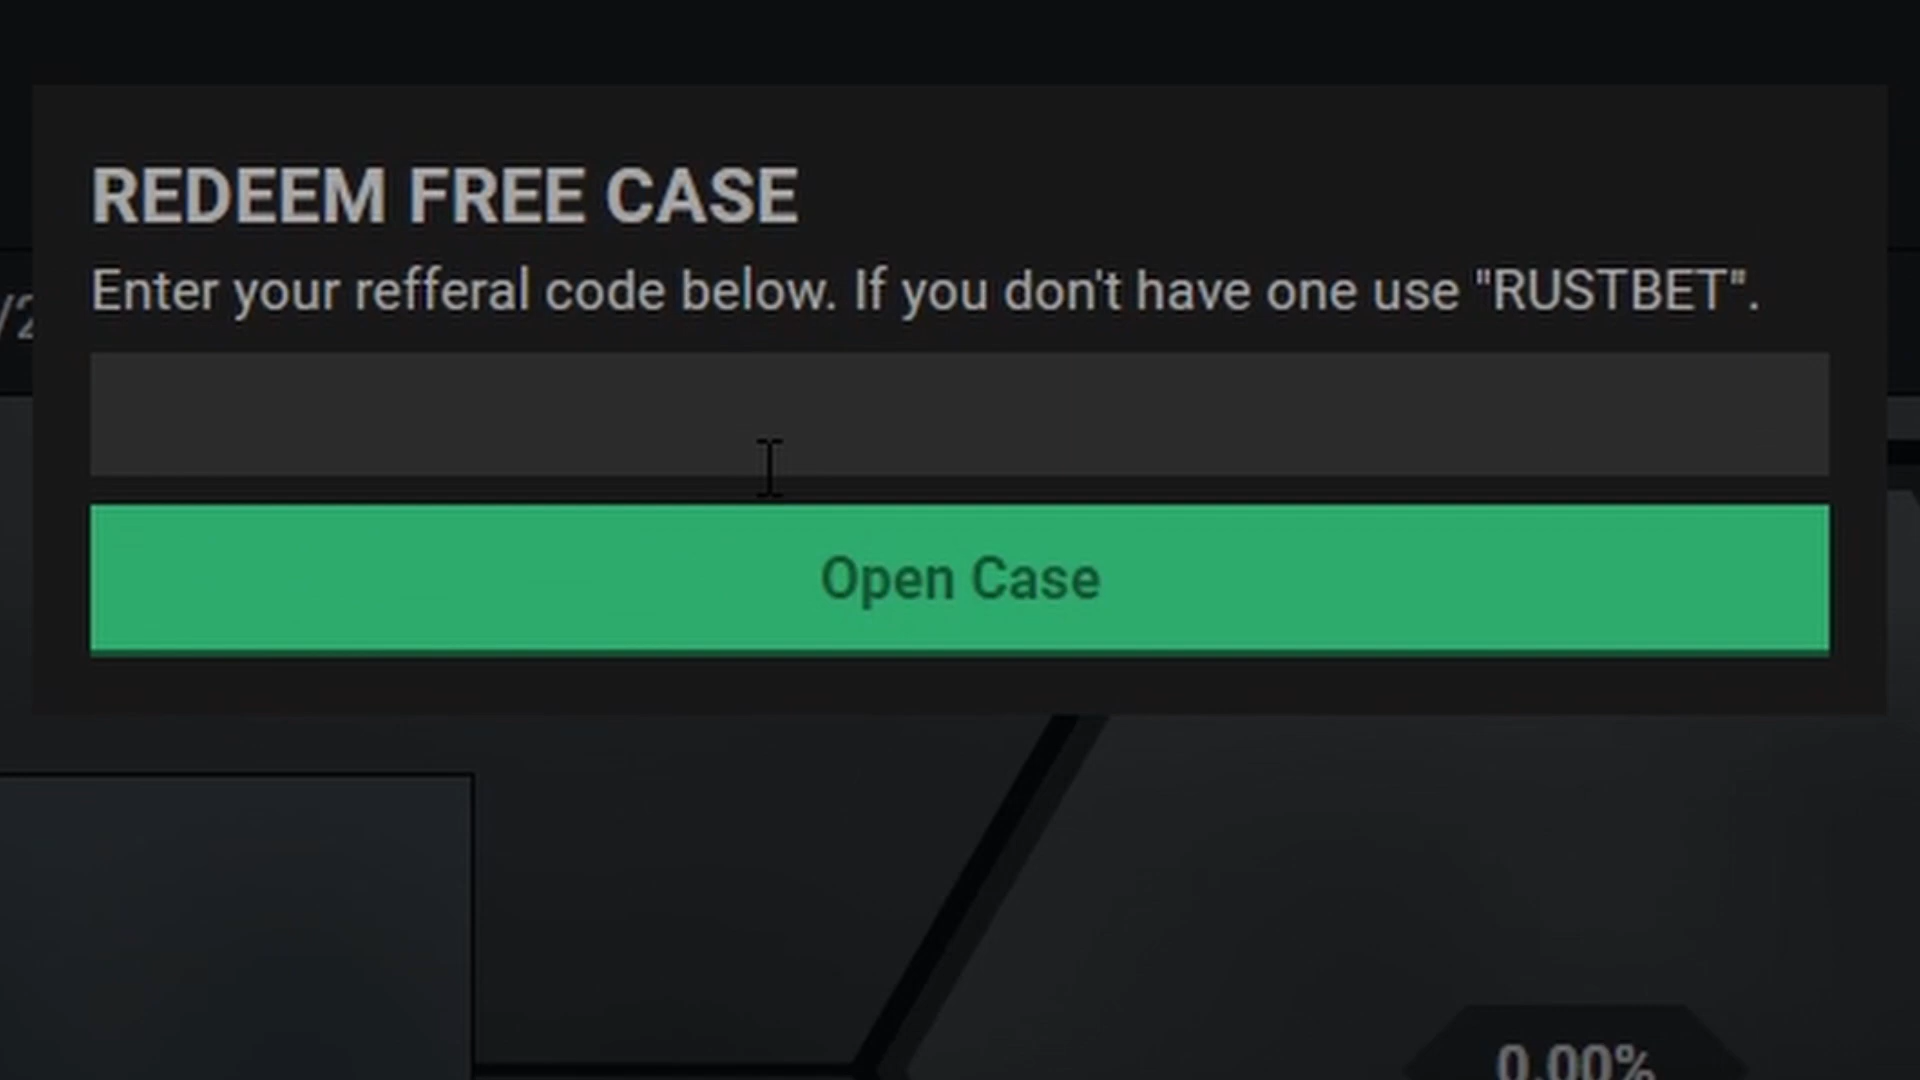 REDEEM FREE CASE
Enter your refferal code below. If you don't have one use "RUSTBET".
/2
Open Case
0.00%